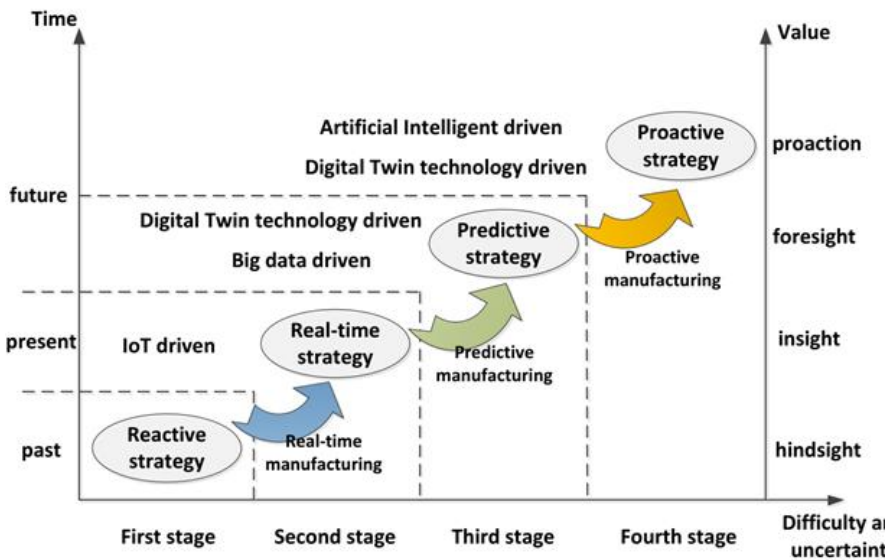 Time
Value
Artificial Intelligent driven
Digital Twin technology driven
Proactive
strategy
proaction
future
Digital Twin technology driven
Big data driven
Predictive
strategy
Proactive
manufacturing
foresight
present
IoT driven
Real-time
strategy
Predictive
manufacturing
insight
past
Reactive
strategy
Real-time
manufacturing
hindsight
First stage
Second stage
Third stage
Fourth stage
Difficulty